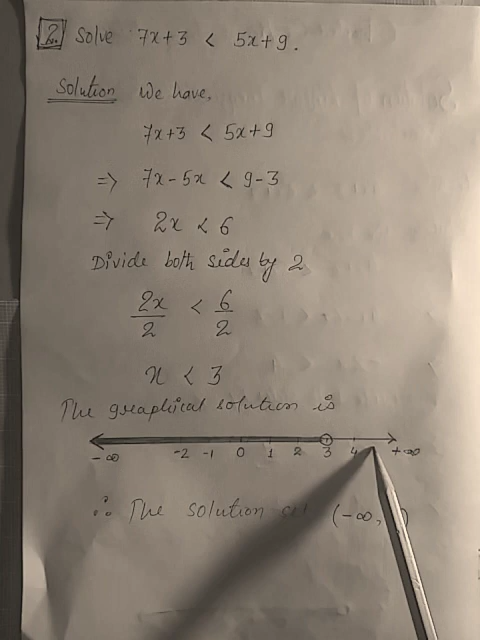 2. Solve 7x+3 < 5x+9.
Solution We have,
7x+3 < 5x+9
=> 7x-5x < 9-3
=> 2x < 6
Divide both sides by 2
2x/2 < 6/2
x < 3
The graphical solution is
-∞ -2 -1 0 1 2 3 4 +∞
∴ The solution (-∞, )